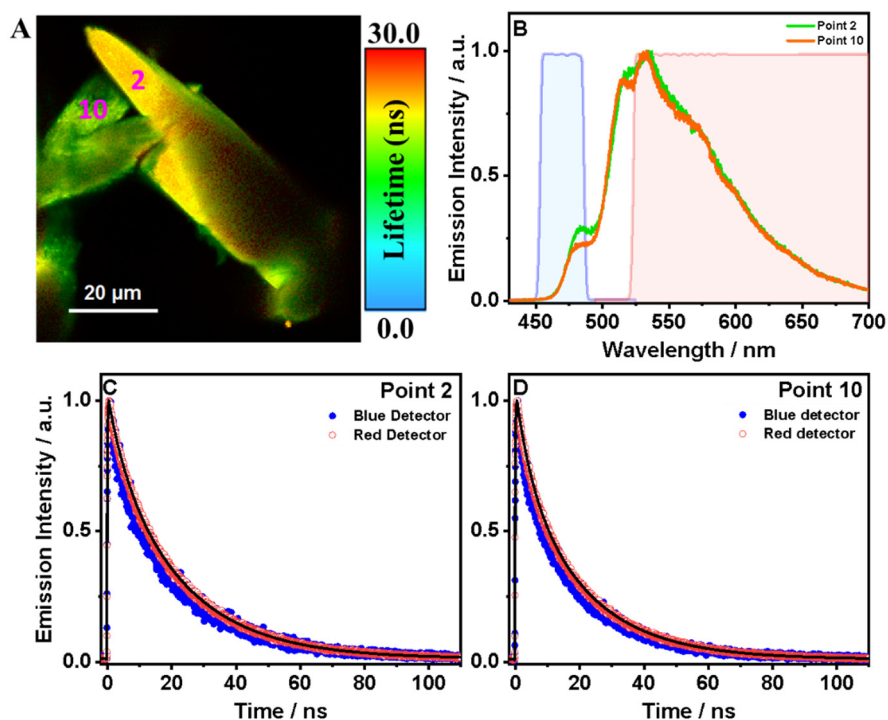 A
2
10
20 µm
30.0
Lifetime (ns)
0.0
B
Point 2
Point 10
Emission Intensity / a.u.
1.0
0.5
0.0
450 500 550 600 650 700
Wavelength / nm
C
Point 2
Blue Detector
Red Detector
Emission Intensity / a.u.
1.0
0.5
0.0
0 20 40 60 80 100
Time / ns
D
Point 10
Blue detector
Red detector
1.0
0.5
0.0
0 20 40 60 80 100
Time / ns